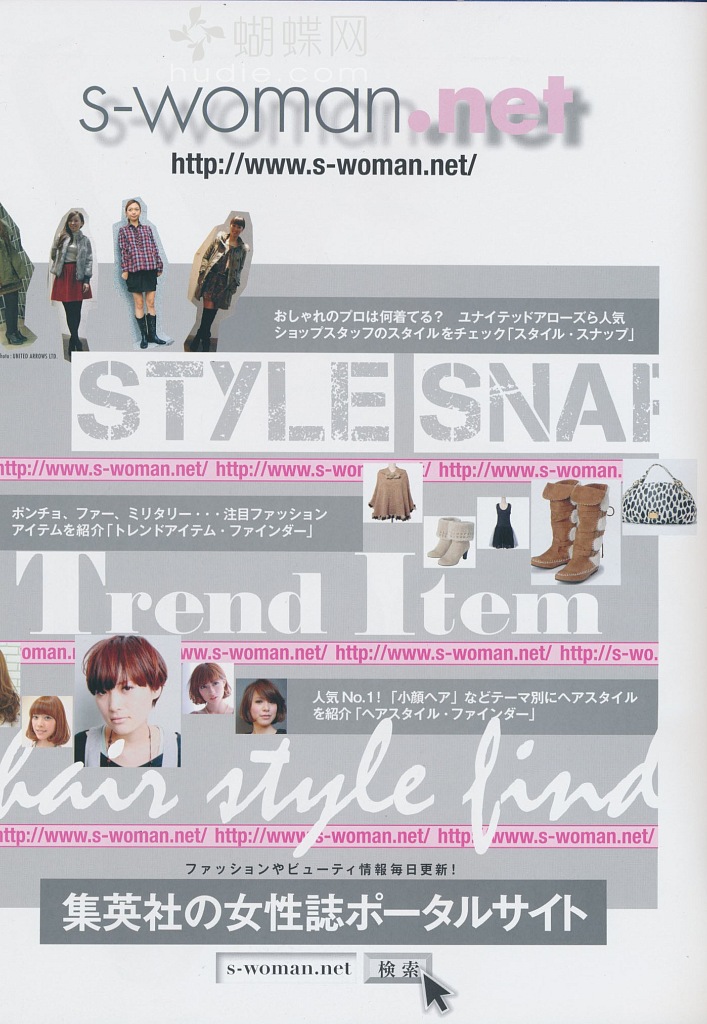 蝴蝶网
hudie.com
s-woman.net
http://www.s-woman.net/
おしゃれのプロは何着てる？　ユナイテッドアローズら人気
ショップスタッフのスタイルをチェック「スタイル・スナップ」
photo : UNITED ARROWS LTD.
STYLE SNAP
http://www.s-woman.net/ http://www.s-wo t/ http://www.s-woman.
ポンチョ、ファー、ミリタリー・・・注目ファッション
アイテムを紹介「トレンドアイテム・ファインダー」
Trend Item
oman.n ww.s-woman.net/ http://www.s-woman.net/ http://s-wo.
人気No.1！「小顔ヘア」などテーマ別にヘアスタイル
を紹介「ヘアスタイル・ファインダー」
hair style find
http://www.s-woman.net/ http://www.s-woman.net/ http: www.s-woman.net/
ファッションやビューティ情報毎日更新！
集英社の女性誌ポータルサイト
s-woman.net 検索